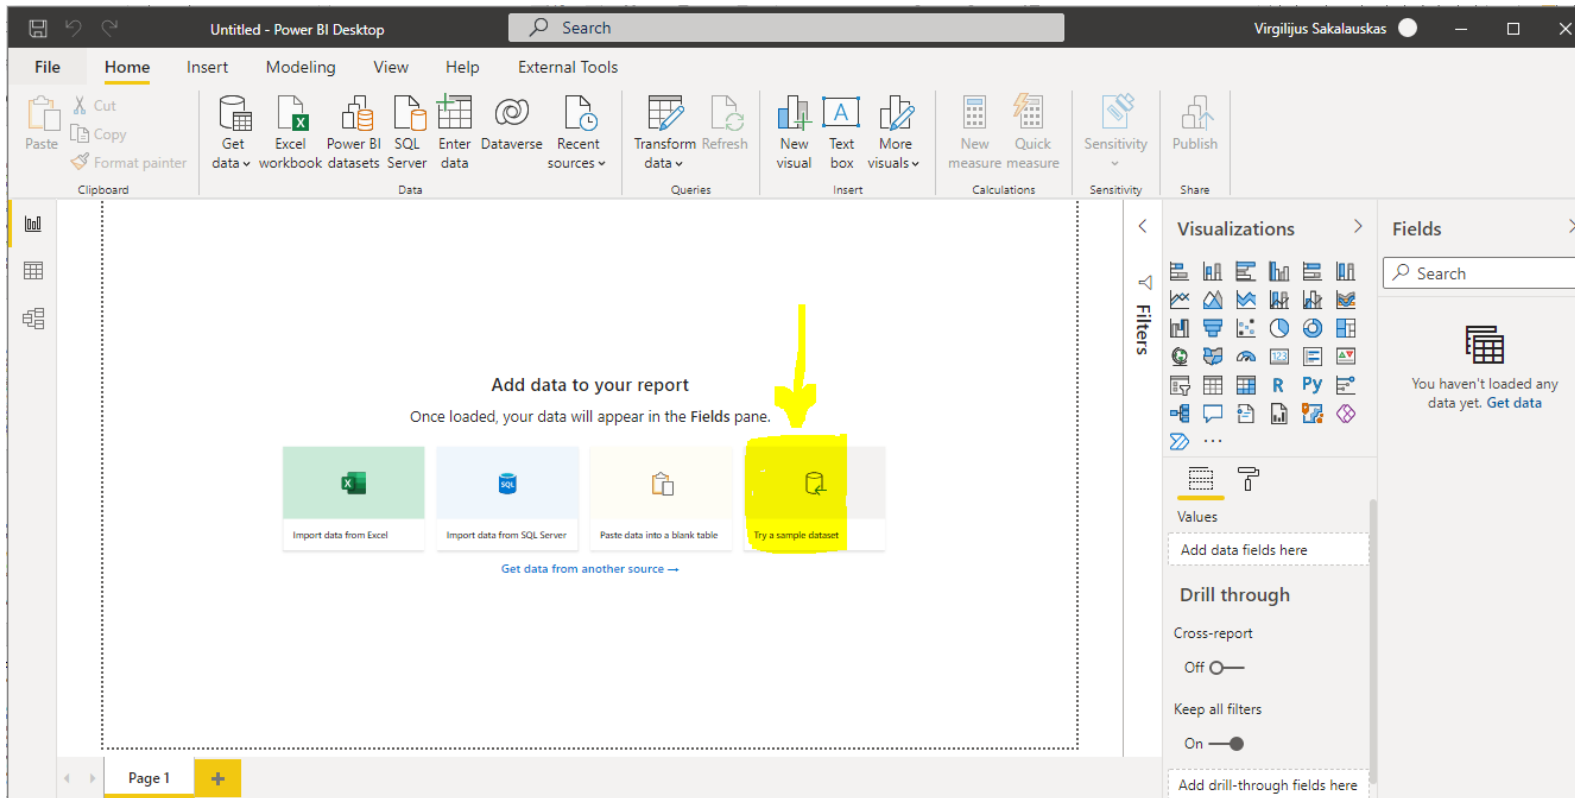 Untitled - Power BI Desktop
Search
Virgilijus Sakalauskas
File Home Insert Modeling View Help External Tools
Paste
Cut
Copy
Format painter
Clipboard
Get data
Excel workbook
Power BI datasets
SQL Server
Enter data
Dataverse
Recent sources
Data
Transform data
Refresh
Queries
New visual
Text box
More visuals
Insert
New measure
Quick measure
Calculations
Sensitivity
Sensitivity
Publish
Share
Add data to your report
Once loaded, your data will appear in the Fields pane.
Import data from Excel
SQL
Import data from SQL Server
Paste data into a blank table
Try a sample dataset
Get data from another source →
Filters
Visualizations
123
R
Py
...
Values
Add data fields here
Drill through
Cross-report
Off
Keep all filters
On
Add drill-through fields here
Fields
Search
You haven't loaded any
data yet. Get data
Page 1
+